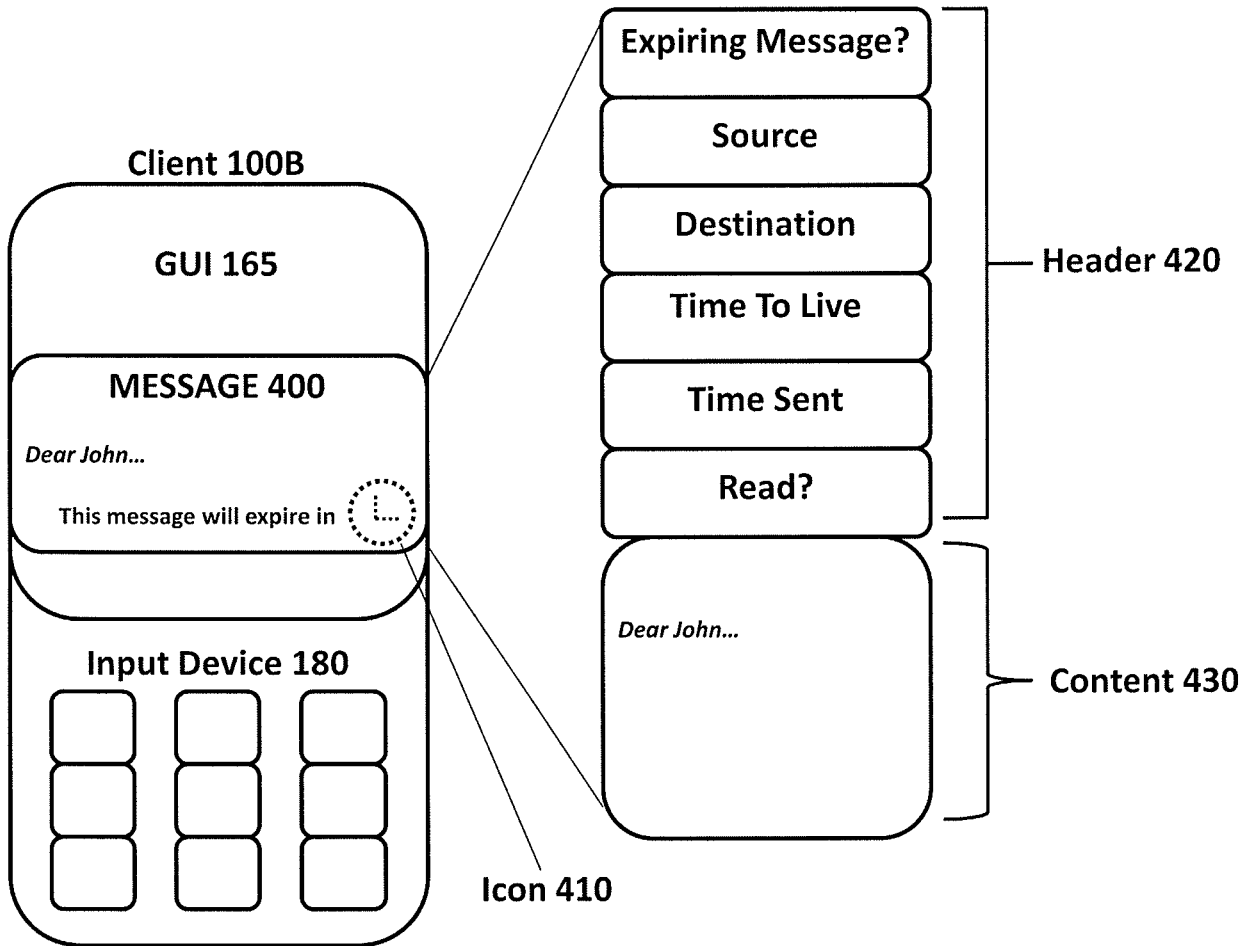 Client 100B
GUI 165
MESSAGE 400
Dear John...
This message will expire in
Input Device 180
Icon 410
Expiring Message?
Source
Destination
Time To Live
Time Sent
Read?
Header 420
Dear John...
Content 430